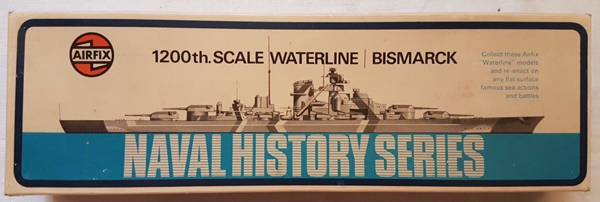 AIRFIX
1200th. SCALE WATERLINE | BISMARCK
Collect these Airfix
"Waterline" models
and re-enact on
any flat surface
famous sea actions
and battles
NAVAL HISTORY SERIES